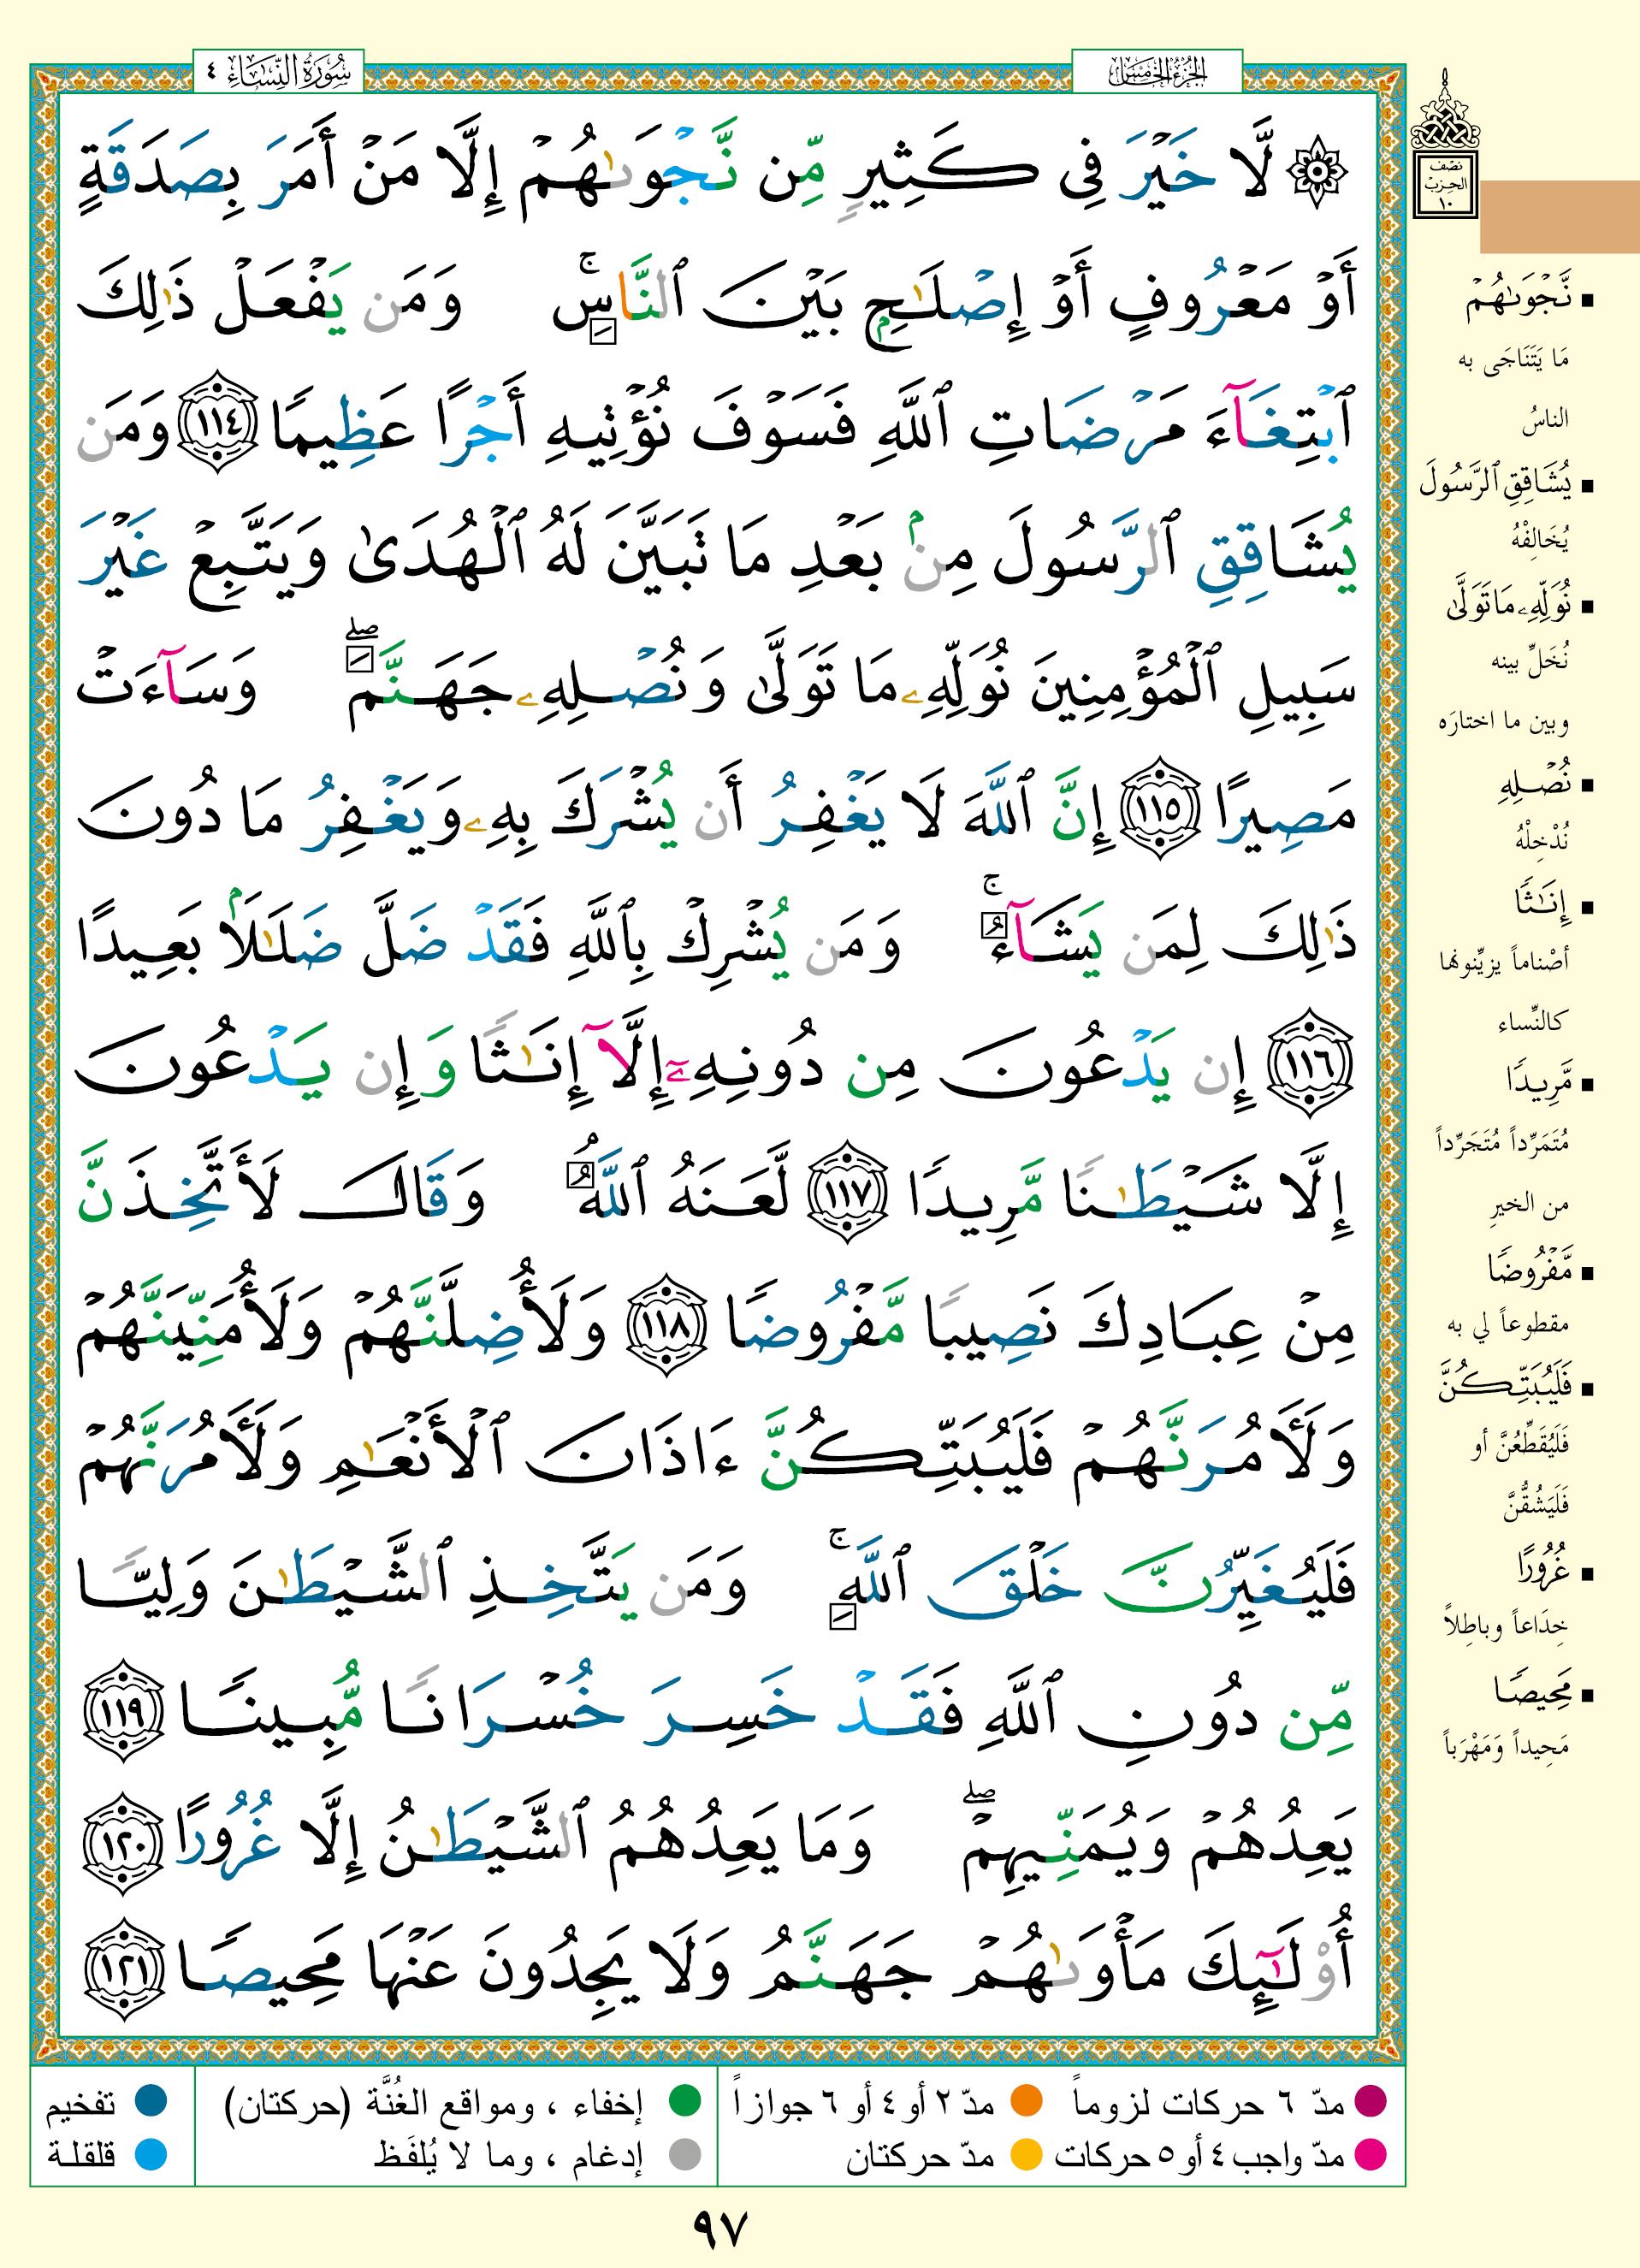 سُورَةُ النِّسَاءِ ٤
الجُزْءُ الخَامِسُ
۞ لَّا خَيْرَ فِى كَثِيرٍ مِّن نَّجْوَىٰهُمْ إِلَّا مَنْ أَمَرَ بِصَدَقَةٍ
أَوْ مَعْرُوفٍ أَوْ إِصْلَـٰحٍۭ بَيْنَ ٱلنَّاسِ ۚ وَمَن يَفْعَلْ ذَٰلِكَ
ٱبْتِغَآءَ مَرْضَاتِ ٱللَّهِ فَسَوْفَ نُؤْتِيهِ أَجْرًا عَظِيمًا ١١٤ وَمَن
يُشَاقِقِ ٱلرَّسُولَ مِنۢ بَعْدِ مَا تَبَيَّنَ لَهُ ٱلْهُدَىٰ وَيَتَّبِعْ غَيْرَ
سَبِيلِ ٱلْمُؤْمِنِينَ نُوَلِّهِۦ مَا تَوَلَّىٰ وَنُصْلِهِۦ جَهَنَّمَ ۖ وَسَآءَتْ
مَصِيرًا ١١٥ إِنَّ ٱللَّهَ لَا يَغْفِرُ أَن يُشْرَكَ بِهِۦ وَيَغْفِرُ مَا دُونَ
ذَٰلِكَ لِمَن يَشَآءُ ۚ وَمَن يُشْرِكْ بِٱللَّهِ فَقَدْ ضَلَّ ضَلَـٰلًۢا بَعِيدًا
١١٦ إِن يَدْعُونَ مِن دُونِهِۦٓ إِلَّآ إِنَـٰثًا وَإِن يَدْعُونَ
إِلَّا شَيْطَـٰنًا مَّرِيدًا ١١٧ لَّعَنَهُ ٱللَّهُ ۘ وَقَالَ لَأَتَّخِذَنَّ
مِنْ عِبَادِكَ نَصِيبًا مَّفْرُوضًا ١١٨ وَلَأُضِلَّنَّهُمْ وَلَأُمَنِّيَنَّهُمْ
وَلَـَٔامُرَنَّهُمْ فَلَيُبَتِّكُنَّ ءَاذَانَ ٱلْأَنْعَـٰمِ وَلَـَٔامُرَنَّهُمْ
فَلَيُغَيِّرُنَّ خَلْقَ ٱللَّهِ ۚ وَمَن يَتَّخِذِ ٱلشَّيْطَـٰنَ وَلِيًّا
مِّن دُونِ ٱللَّهِ فَقَدْ خَسِرَ خُسْرَانًا مُّبِينًا ١١٩
يَعِدُهُمْ وَيُمَنِّيهِمْ ۖ وَمَا يَعِدُهُمُ ٱلشَّيْطَـٰنُ إِلَّا غُرُورًا ١٢٠
أُو۟لَـٰٓئِكَ مَأْوَىٰهُمْ جَهَنَّمُ وَلَا يَجِدُونَ عَنْهَا مَحِيصًا ١٢١
نصف
الحزب
١٠
▪ نَّجْوَىٰهُمْ
مَا يَتَنَاجَى به
الناسُ
▪ يُشَاقِقِ ٱلرَّسُولَ
يُخَالِفْهُ
▪ نُوَلِّهِۦ مَا تَوَلَّىٰ
نُخَلِّ بينه
وبين ما اختارَه
▪ نُصْلِهِ
نُدْخِلْهُ
▪ إِنَـٰثًا
أصْناماً يزيِّنونها
كالنِّساء
▪ مَّرِيدًا
مُتَمَرِّداً مُتَجَرِّداً
من الخيرِ
▪ مَّفْرُوضًا
مقطوعاً لي به
▪ فَلَيُبَتِّكُنَّ
فَلَيُقَطِّعُنَّ أو
فَلَيَشُقُّنَّ
▪ غُرُورًا
خِدَاعاً وباطِلاً
▪ مَحِيصًا
مَحِيداً وَمَهْرَباً
مدّ ٦ حركات لزوماً مدّ ٢ أو ٤ أو ٦ جوازاً إخفاء ، ومواقع الغُنَّة (حركتان) تفخيم
مدّ واجب ٤ أو ٥ حركات مدّ حركتان إدغام ، وما لا يُلفَظ قلقلة
٩٧